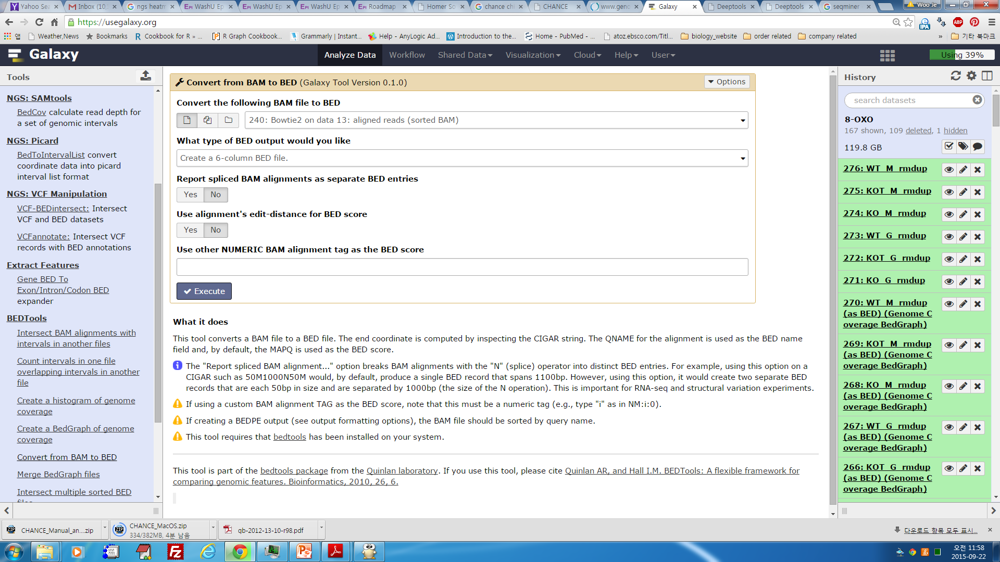 Yahoo Sea
Inbox (10,
ngs heatm
WashU Ep
WashU Ep
WashU Ep
Roadmap
Homer So
chance chi
CHANCE
www.geno
Galaxy
Deeptools
Deeptools
seqminer
Woo Je
https://usegalaxy.org
앱
Weather,News
Bookmarks
Cookbook for R » ...
R Graph Cookbook...
Grammarly | Instant...
Help - AnyLogic Ad...
Introduction to the...
Home - PubMed - ...
atoz.ebsco.com/Titl...
biology_website
order related
company related
»
기타 북마크
Galaxy
Analyze Data
Workflow
Shared Data
Visualization
Cloud
Help
User
Using 39%
Tools
NGS: SAMtools
BedCov calculate read depth for
a set of genomic intervals
NGS: Picard
BedToIntervalList convert
coordinate data into picard
interval list format
NGS: VCF Manipulation
VCF-BEDintersect: Intersect
VCF and BED datasets
VCFannotate: Intersect VCF
records with BED annotations
Extract Features
Gene BED To
Exon/Intron/Codon BED
expander
BEDTools
Intersect BAM alignments with
intervals in another files
Count intervals in one file
overlapping intervals in another
file
Create a histogram of genome
coverage
Create a BedGraph of genome
coverage
Convert from BAM to BED
Merge BedGraph files
Intersect multiple sorted BED
files
Convert from BAM to BED (Galaxy Tool Version 0.1.0)
Options
Convert the following BAM file to BED
240: Bowtie2 on data 13: aligned reads (sorted BAM)
What type of BED output would you like
Create a 6-column BED file.
Report spliced BAM alignments as separate BED entries
Yes No
Use alignment's edit-distance for BED score
Yes No
Use other NUMERIC BAM alignment tag as the BED score
Execute
What it does
This tool converts a BAM file to a BED file. The end coordinate is computed by inspecting the CIGAR string. The QNAME for the alignment is used as the BED name
field and, by default, the MAPQ is used as the BED score.
The "Report spliced BAM alignment..." option breaks BAM alignments with the "N" (splice) operator into distinct BED entries. For example, using this option on a
CIGAR such as 50M1000N50M would, by default, produce a single BED record that spans 1100bp. However, using this option, it would create two separate BED
records that are each 50bp in size and are separated by 1000bp (the size of the N operation). This is important for RNA-seq and structural variation experiments.
If using a custom BAM alignment TAG as the BED score, note that this must be a numeric tag (e.g., type "i" as in NM:i:0).
If creating a BEDPE output (see output formatting options), the BAM file should be sorted by query name.
This tool requires that bedtools has been installed on your system.
This tool is part of the bedtools package from the Quinlan laboratory. If you use this tool, please cite Quinlan AR, and Hall I.M. BEDTools: A flexible framework for
comparing genomic features. Bioinformatics, 2010, 26, 6.
History
search datasets
8-OXO
167 shown, 109 deleted, 1 hidden
119.8 GB
276: WT_M_rmdup
275: KOT_M_rmdup
274: KO_M_rmdup
273: WT_G_rmdup
272: KOT_G_rmdup
271: KO_G_rmdup
270: WT_M_rmdup
(as BED) (Genome C
overage BedGraph)
269: KOT_M_rmdup
(as BED) (Genome C
overage BedGraph)
268: KO_M_rmdup
(as BED) (Genome C
overage BedGraph)
267: WT_G_rmdup
(as BED) (Genome C
overage BedGraph)
266: KOT_G_rmdup
(as BED) (Genome C
overage BedGraph)
CHANCE_Manual_an....zip
CHANCE_MacOS.zip
334/382MB, 4분 남음
gb-2012-13-10-r98.pdf
다운로드 항목 모두 표시...
오전 11:58
2015-09-22